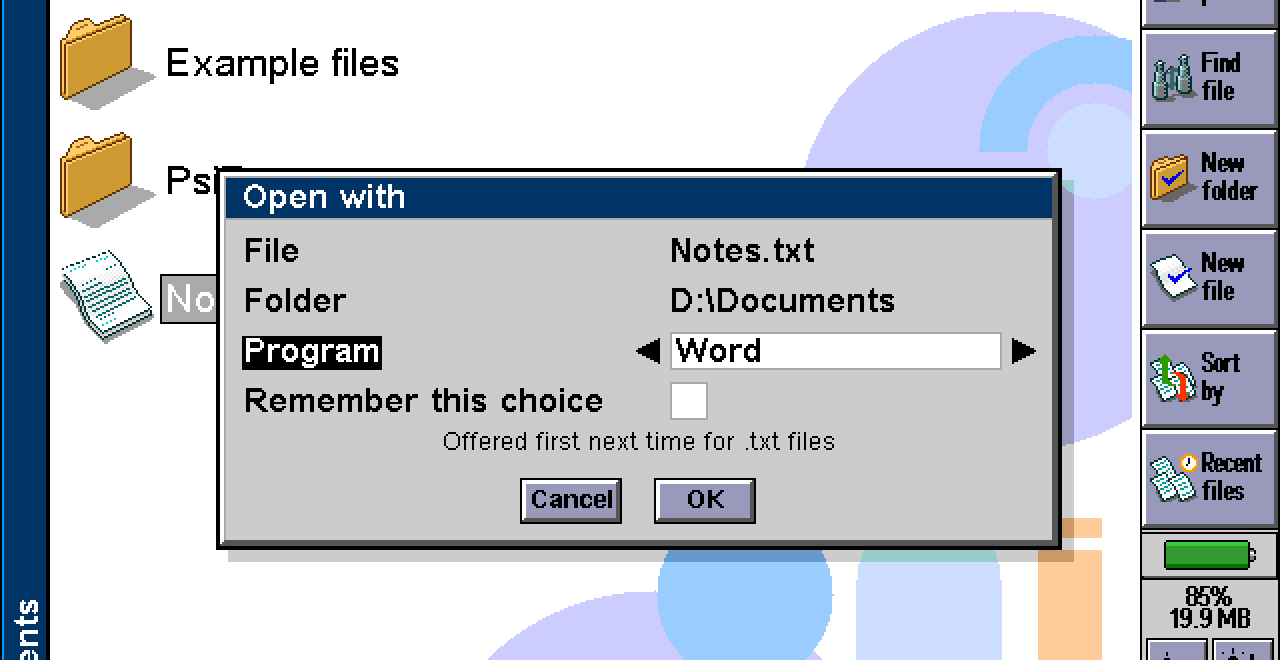 Example files
Open with
File Notes.txt
Folder D:\Documents
Program Word
Remember this choice
Offered first next time for .txt files
Cancel OK
Find
file
New
folder
New
file
Sort
by
Recent
files
85%
19.9 MB